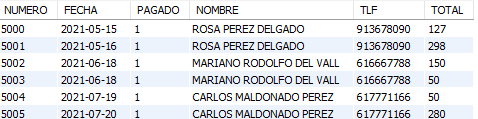 NUMERO FECHA PAGADO NOMBRE TLF TOTAL
5000 2021-05-15 1 ROSA PEREZ DELGADO 913678090 127
5001 2021-05-16 1 ROSA PEREZ DELGADO 913678090 298
5002 2021-06-18 1 MARIANO RODOLFO DEL VALL 616667788 150
5003 2021-06-18 1 MARIANO RODOLFO DEL VALL 616667788 50
5004 2021-07-19 1 CARLOS MALDONADO PEREZ 617771166 50
5005 2021-07-20 1 CARLOS MALDONADO PEREZ 617771166 280